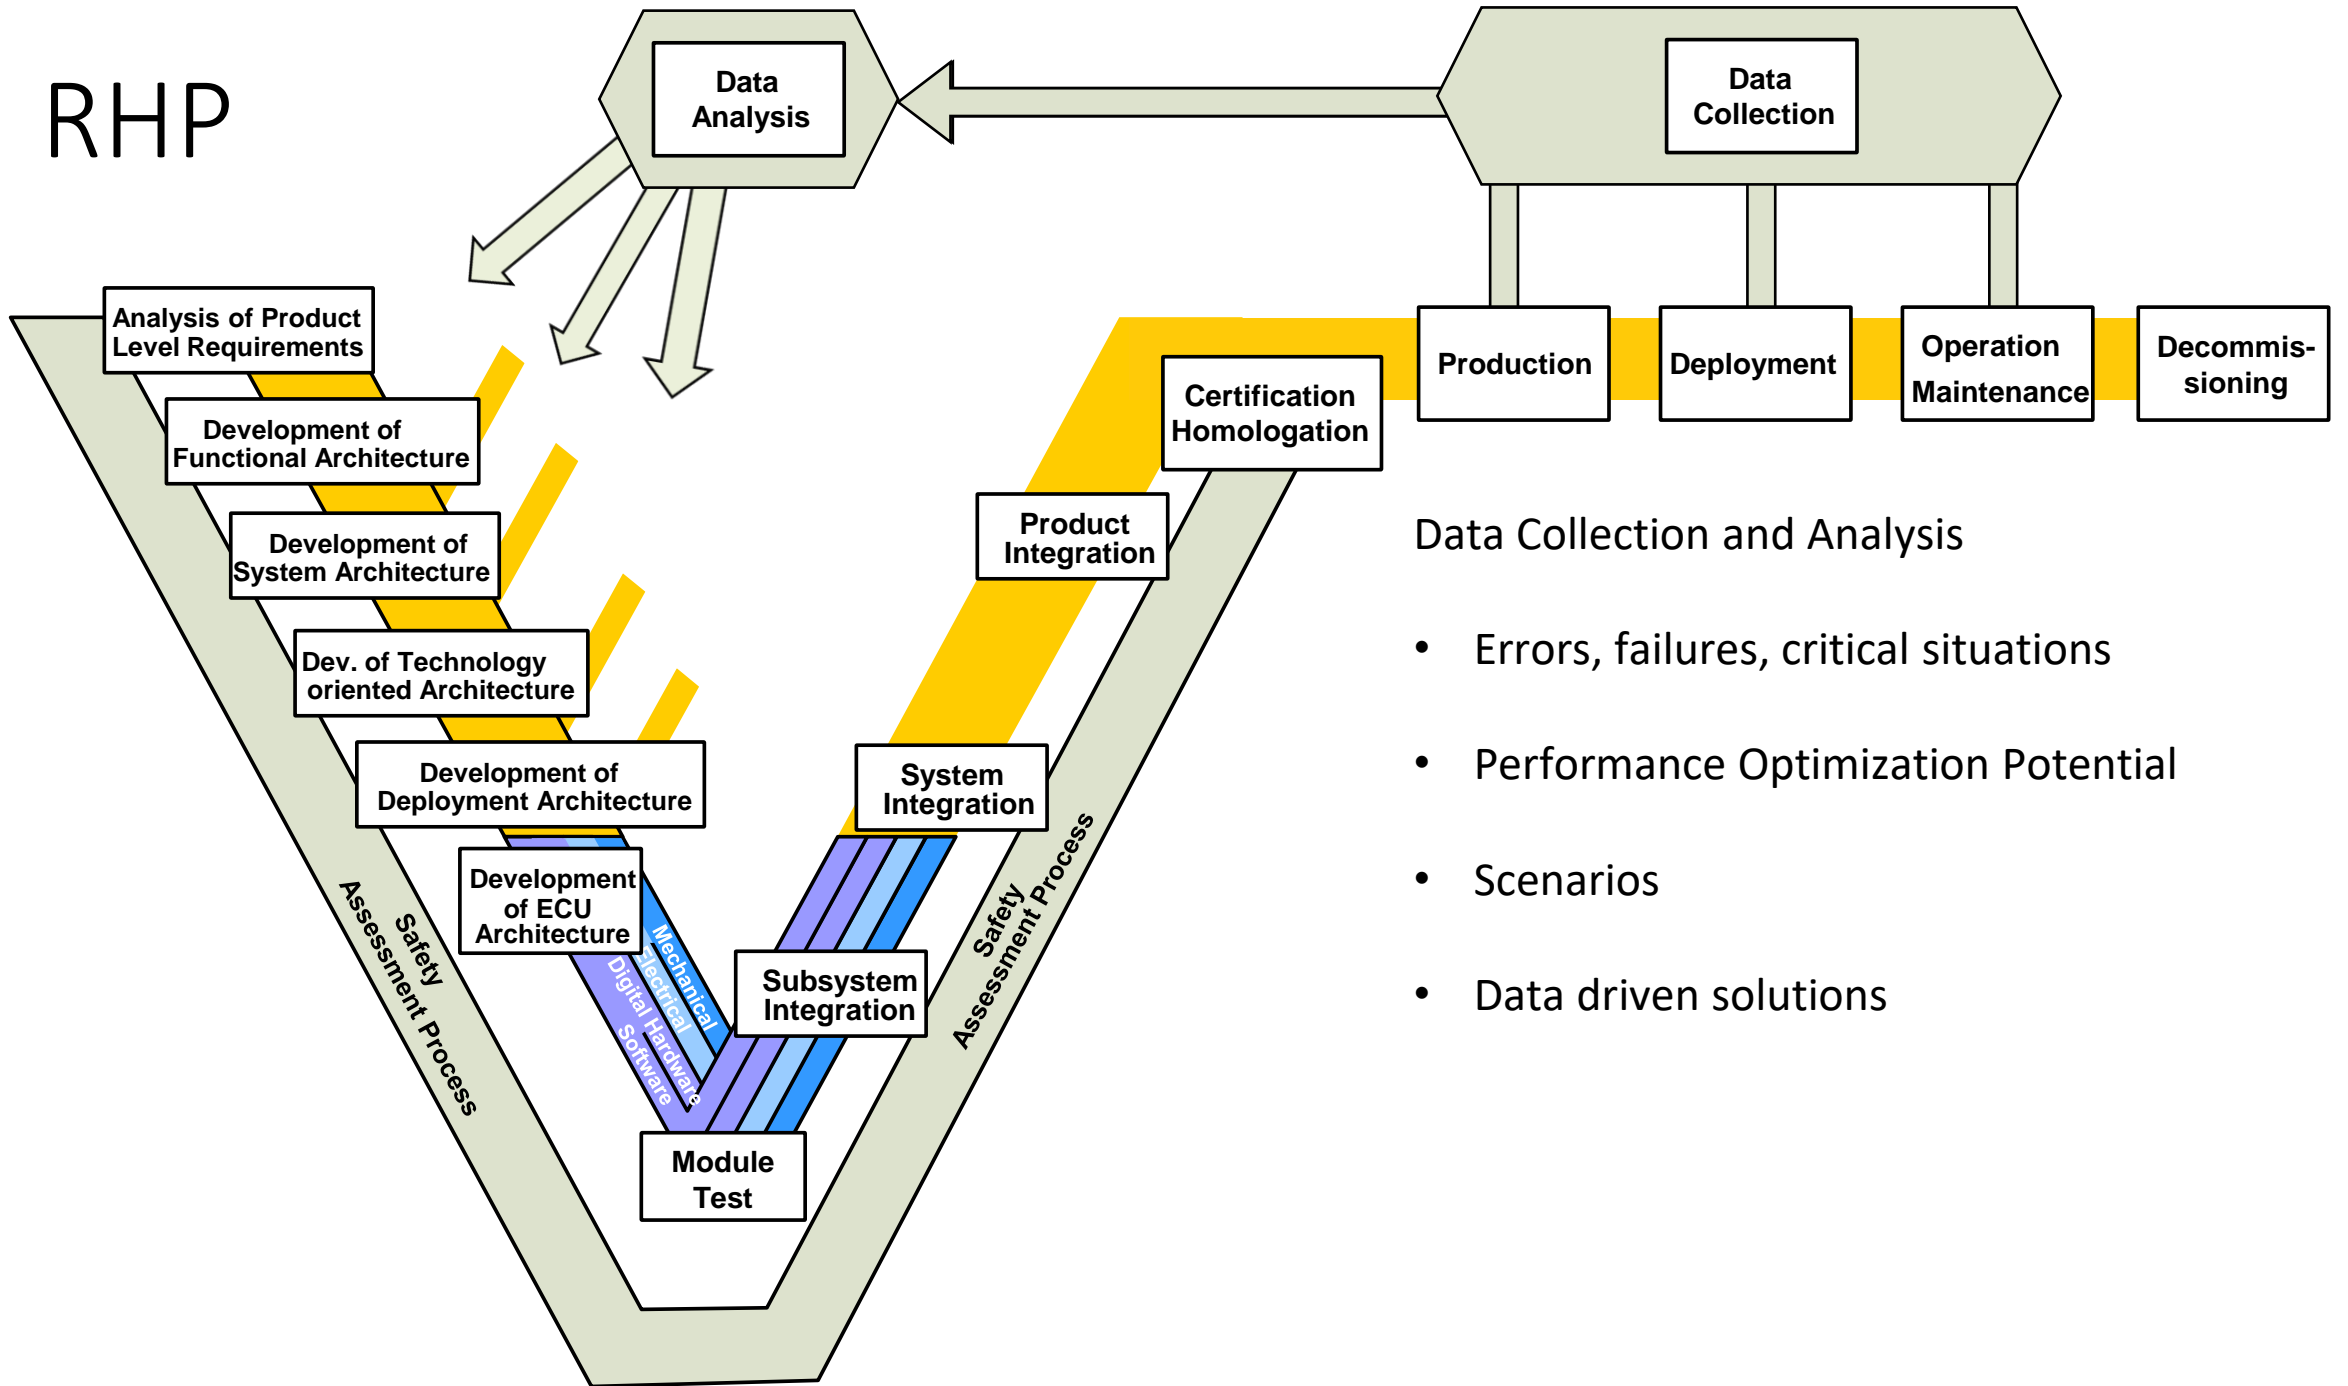 RHP
Data
Analysis
Data
Collection
Analysis of Product
Level Requirements
Development of
Functional Architecture
Development of
System Architecture
Dev. of Technology
oriented Architecture
Development of
Deployment Architecture
Development
of ECU
Architecture
Mechanical
Electrical
Digital Hardware
Software
Safety
Assessment Process
Module
Test
Subsystem
Integration
System
Integration
Product
Integration
Safety
Assessment Process
Certification
Homologation
Production
Deployment
Operation
Maintenance
Decommis-
sioning
Data Collection and Analysis
• Errors, failures, critical situations
• Performance Optimization Potential
• Scenarios
• Data driven solutions